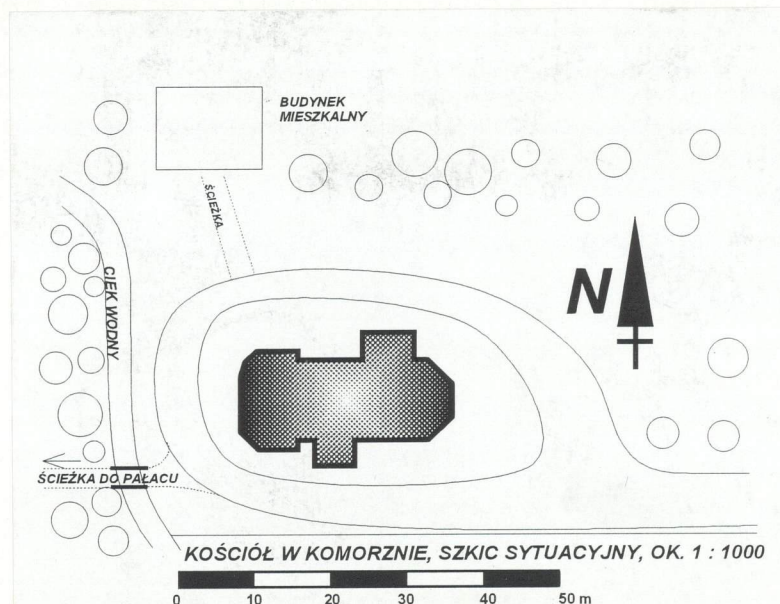 BUDYNEK
MIESZKALNY
ŚCIEŻKA
CIEK WODNY
N
ŚCIEŻKA DO PAŁACU
KOŚCIÓŁ W KOMORZNIE, SZKIC SYTUACYJNY, OK. 1 : 1000
0 10 20 30 40 50 m